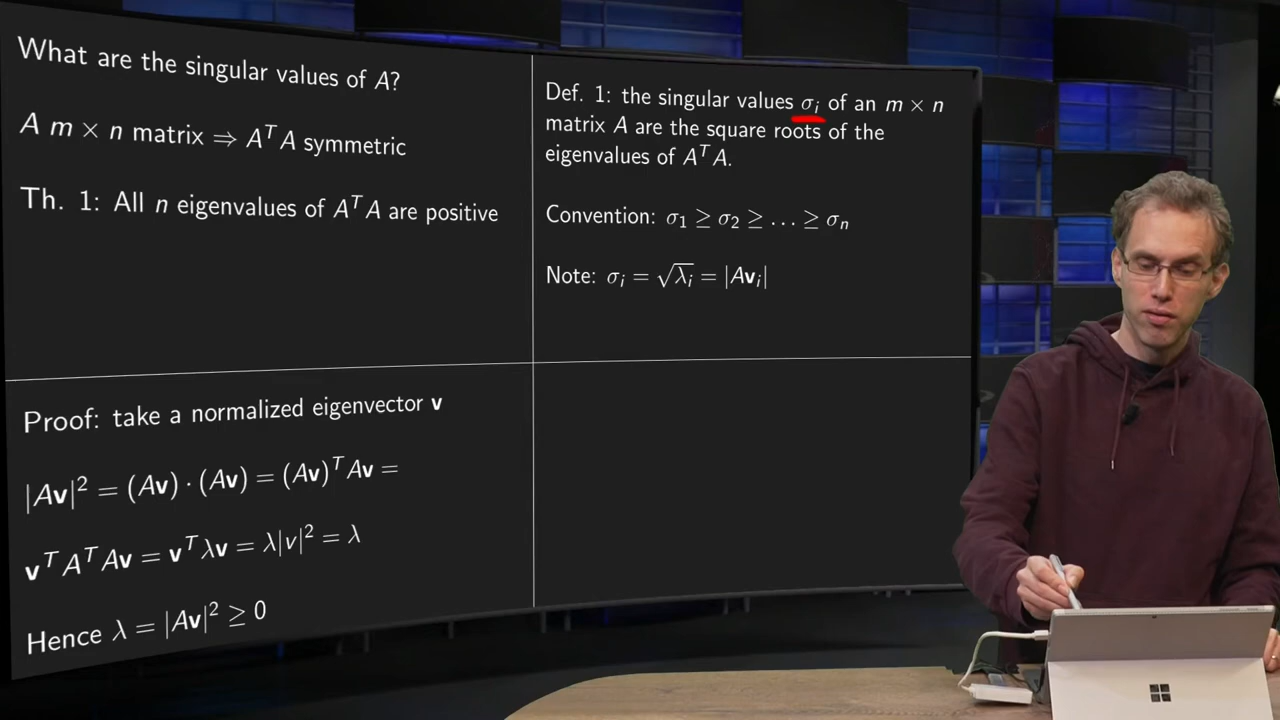 What are the singular values of A?
A m × n matrix ⇒ AᵀA symmetric
Th. 1: All n eigenvalues of AᵀA are positive
Def. 1: the singular values σᵢ of an m × n
matrix A are the square roots of the
eigenvalues of AᵀA.
Convention: σ₁ ≥ σ₂ ≥ … ≥ σₙ
Note: σᵢ = √λᵢ = |Avᵢ|
Proof: take a normalized eigenvector v
|Av|² = (Av) · (Av) = (Av)ᵀAv =
vᵀAᵀAv = vᵀλv = λ|v|² = λ
Hence λ = |Av|² ≥ 0